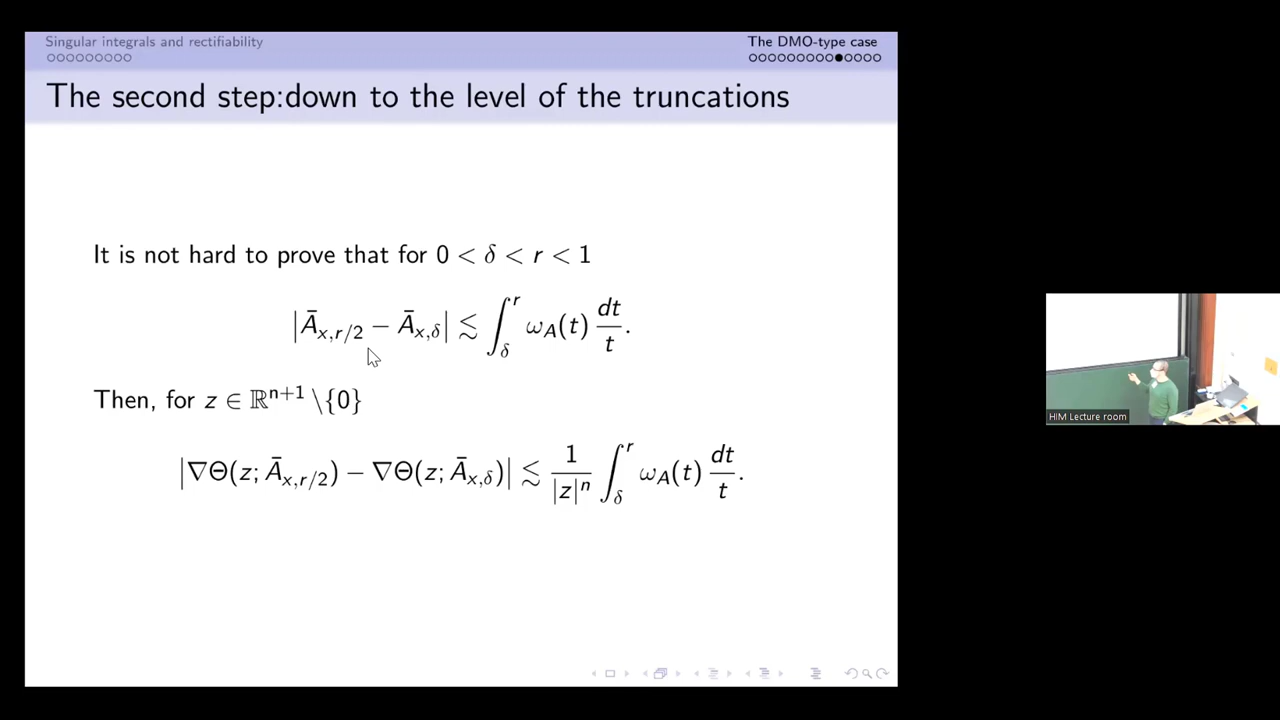 Singular integrals and rectifiability
The DMO-type case
The second step:down to the level of the truncations
It is not hard to prove that for 0 < δ < r < 1
|Ā_{x,r/2} − Ā_{x,δ}| ≲ ∫_δ^r ω_A(t) dt/t.
Then, for z ∈ ℝ^{n+1} \{0}
|∇Θ(z; Ā_{x,r/2}) − ∇Θ(z; Ā_{x,δ})| ≲ 1/|z|^n ∫_δ^r ω_A(t) dt/t.
HIM Lecture room